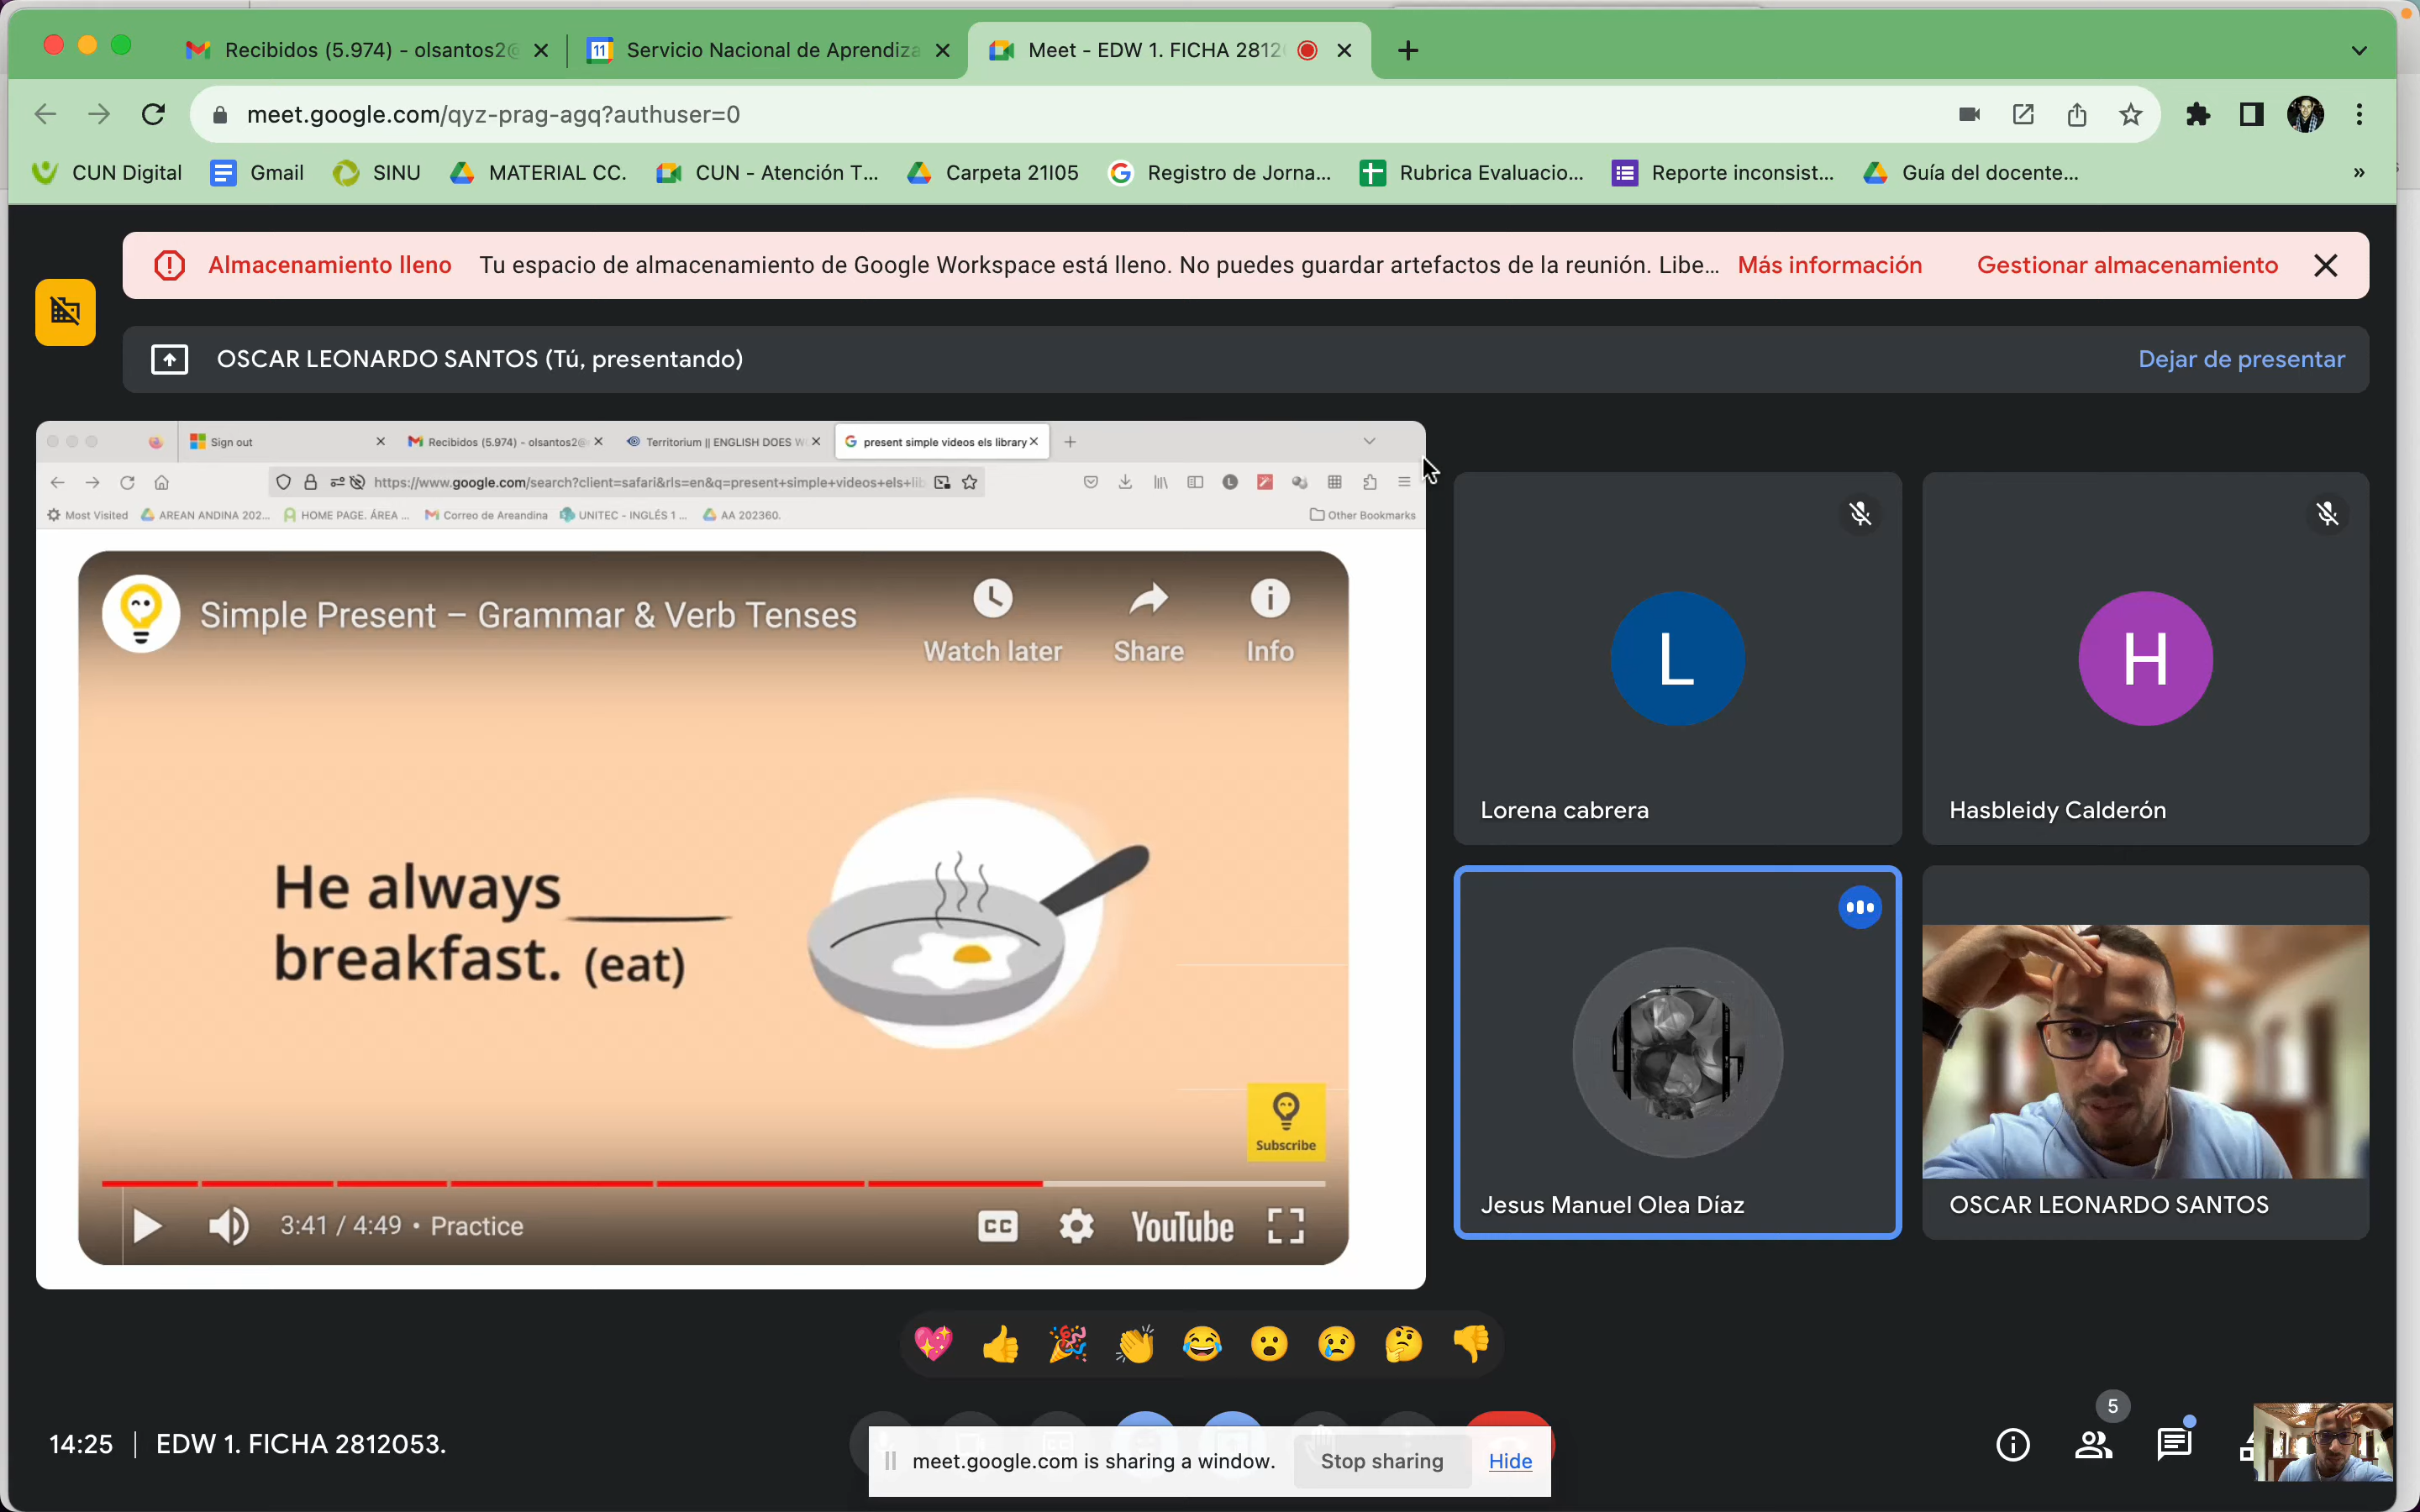 Recibidos (5.974) - olsantos2@
Servicio Nacional de Aprendiza
Meet - EDW 1. FICHA 2812
meet.google.com/qyz-prag-agq?authuser=0
CUN Digital
Gmail
SINU
MATERIAL CC.
CUN - Atención T...
Carpeta 21I05
Registro de Jorna...
Rubrica Evaluacio...
Reporte inconsist...
Guía del docente...
»
Almacenamiento lleno Tu espacio de almacenamiento de Google Workspace está lleno. No puedes guardar artefactos de la reunión. Libe... Más información Gestionar almacenamiento
OSCAR LEONARDO SANTOS (Tú, presentando)
Dejar de presentar
Sign out
Recibidos (5.974) - olsantos2@
Territorium || ENGLISH DOES W
present simple videos els library
https://www.google.com/search?client=safari&rls=en&q=present+simple+videos+els+lib
Most Visited
AREAN ANDINA 202...
HOME PAGE. ÁREA ...
Correo de Areandina
UNITEC - INGLÉS 1 ...
AA 202360.
Other Bookmarks
Simple Present – Grammar & Verb Tenses
Watch later
Share
Info
He always ____
breakfast. (eat)
Subscribe
3:41 / 4:49 • Practice
CC
YouTube
L
Lorena cabrera
H
Hasbleidy Calderón
Jesus Manuel Olea Díaz
OSCAR LEONARDO SANTOS
14:25 | EDW 1. FICHA 2812053.
meet.google.com is sharing a window.
Stop sharing
Hide
5